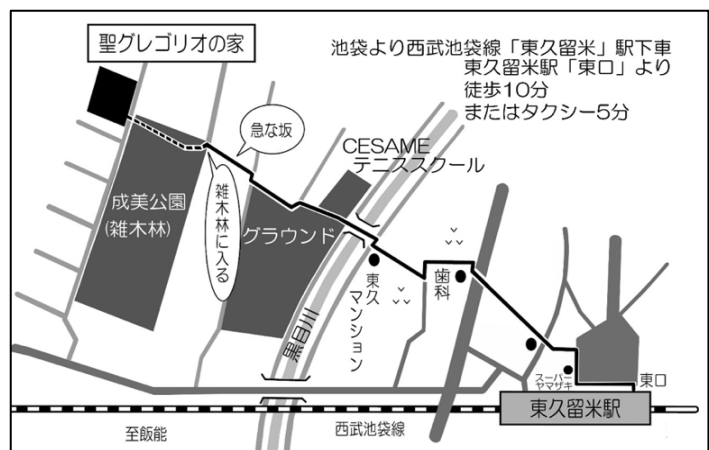 聖グレゴリオの家
池袋より西武池袋線「東久留米」駅下車
東久留米駅「東口」より
徒歩10分
またはタクシー5分
急な坂
CESAME
テニススクール
成美公園
(雑木林)
雑木林に入る
グラウンド
歯科
東久
マンション
黒目川
スーパー
ヤマザキ
東口
東久留米駅
至飯能
西武池袋線